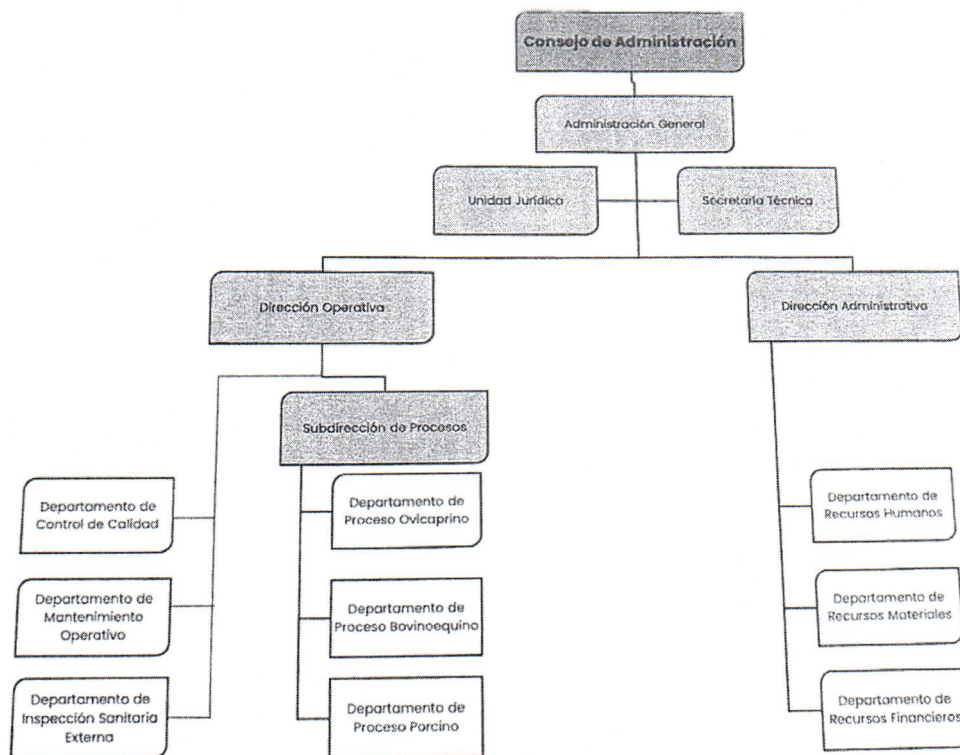 Consejo de Administración
Administración General
Unidad Jurídica
Secretaría Técnica
Dirección Operativa
Dirección Administrativa
Subdirección de Procesos
Departamento de
Control de Calidad
Departamento de
Mantenimiento
Operativo
Departamento de
Inspección Sanitaria
Externa
Departamento de
Proceso Ovicaprino
Departamento de
Proceso Bovinoequino
Departamento de
Proceso Porcino
Departamento de
Recursos Humanos
Departamento de
Recursos Materiales
Departamento de
Recursos Financieros